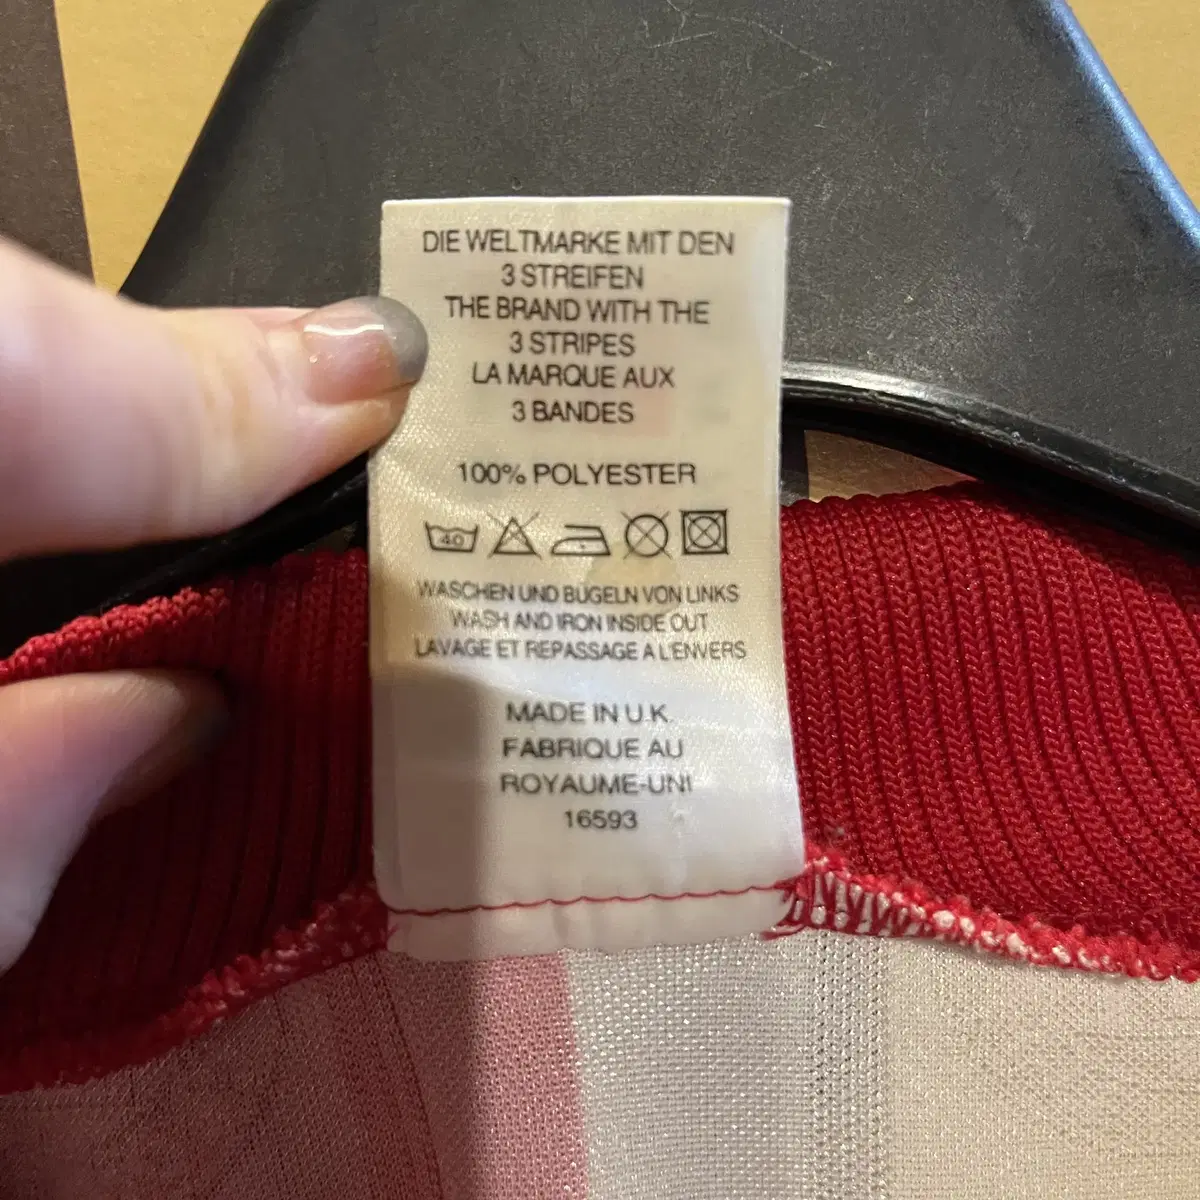 DIE WELTMARKE MIT DEN
3 STREIFEN
THE BRAND WITH THE
3 STRIPES
LA MARQUE AUX
3 BANDES
100% POLYESTER
40
WASCHEN UND BUGELN VON LINKS
WASH AND IRON INSIDE OUT
LAVAGE ET REPASSAGE A L'ENVERS
MADE IN U.K.
FABRIQUE AU
ROYAUME-UNI
16593